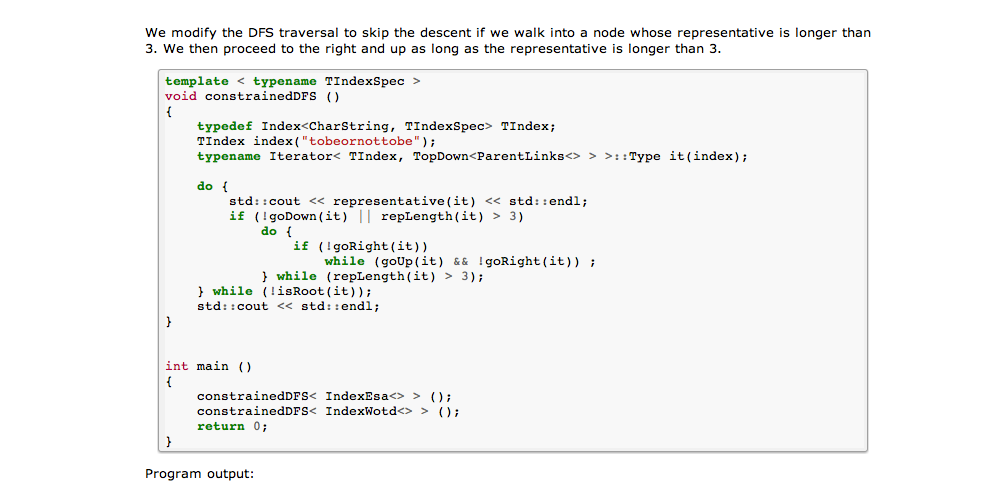 We modify the DFS traversal to skip the descent if we walk into a node whose representative is longer than
3. We then proceed to the right and up as long as the representative is longer than 3.
template < typename TIndexSpec >
void constrainedDFS ()
{
    typedef Index<CharString, TIndexSpec> TIndex;
    TIndex index("tobeornottobe");
    typename Iterator< TIndex, TopDown<ParentLinks<> > >::Type it(index);
    do {
        std::cout << representative(it) << std::endl;
        if (!goDown(it) || repLength(it) > 3)
            do {
                if (!goRight(it))
                    while (goUp(it) && !goRight(it)) ;
            } while (repLength(it) > 3);
    } while (!isRoot(it));
    std::cout << std::endl;
}
int main ()
{
    constrainedDFS< IndexEsa<> > ();
    constrainedDFS< IndexWotd<> > ();
    return 0;
}
Program output: